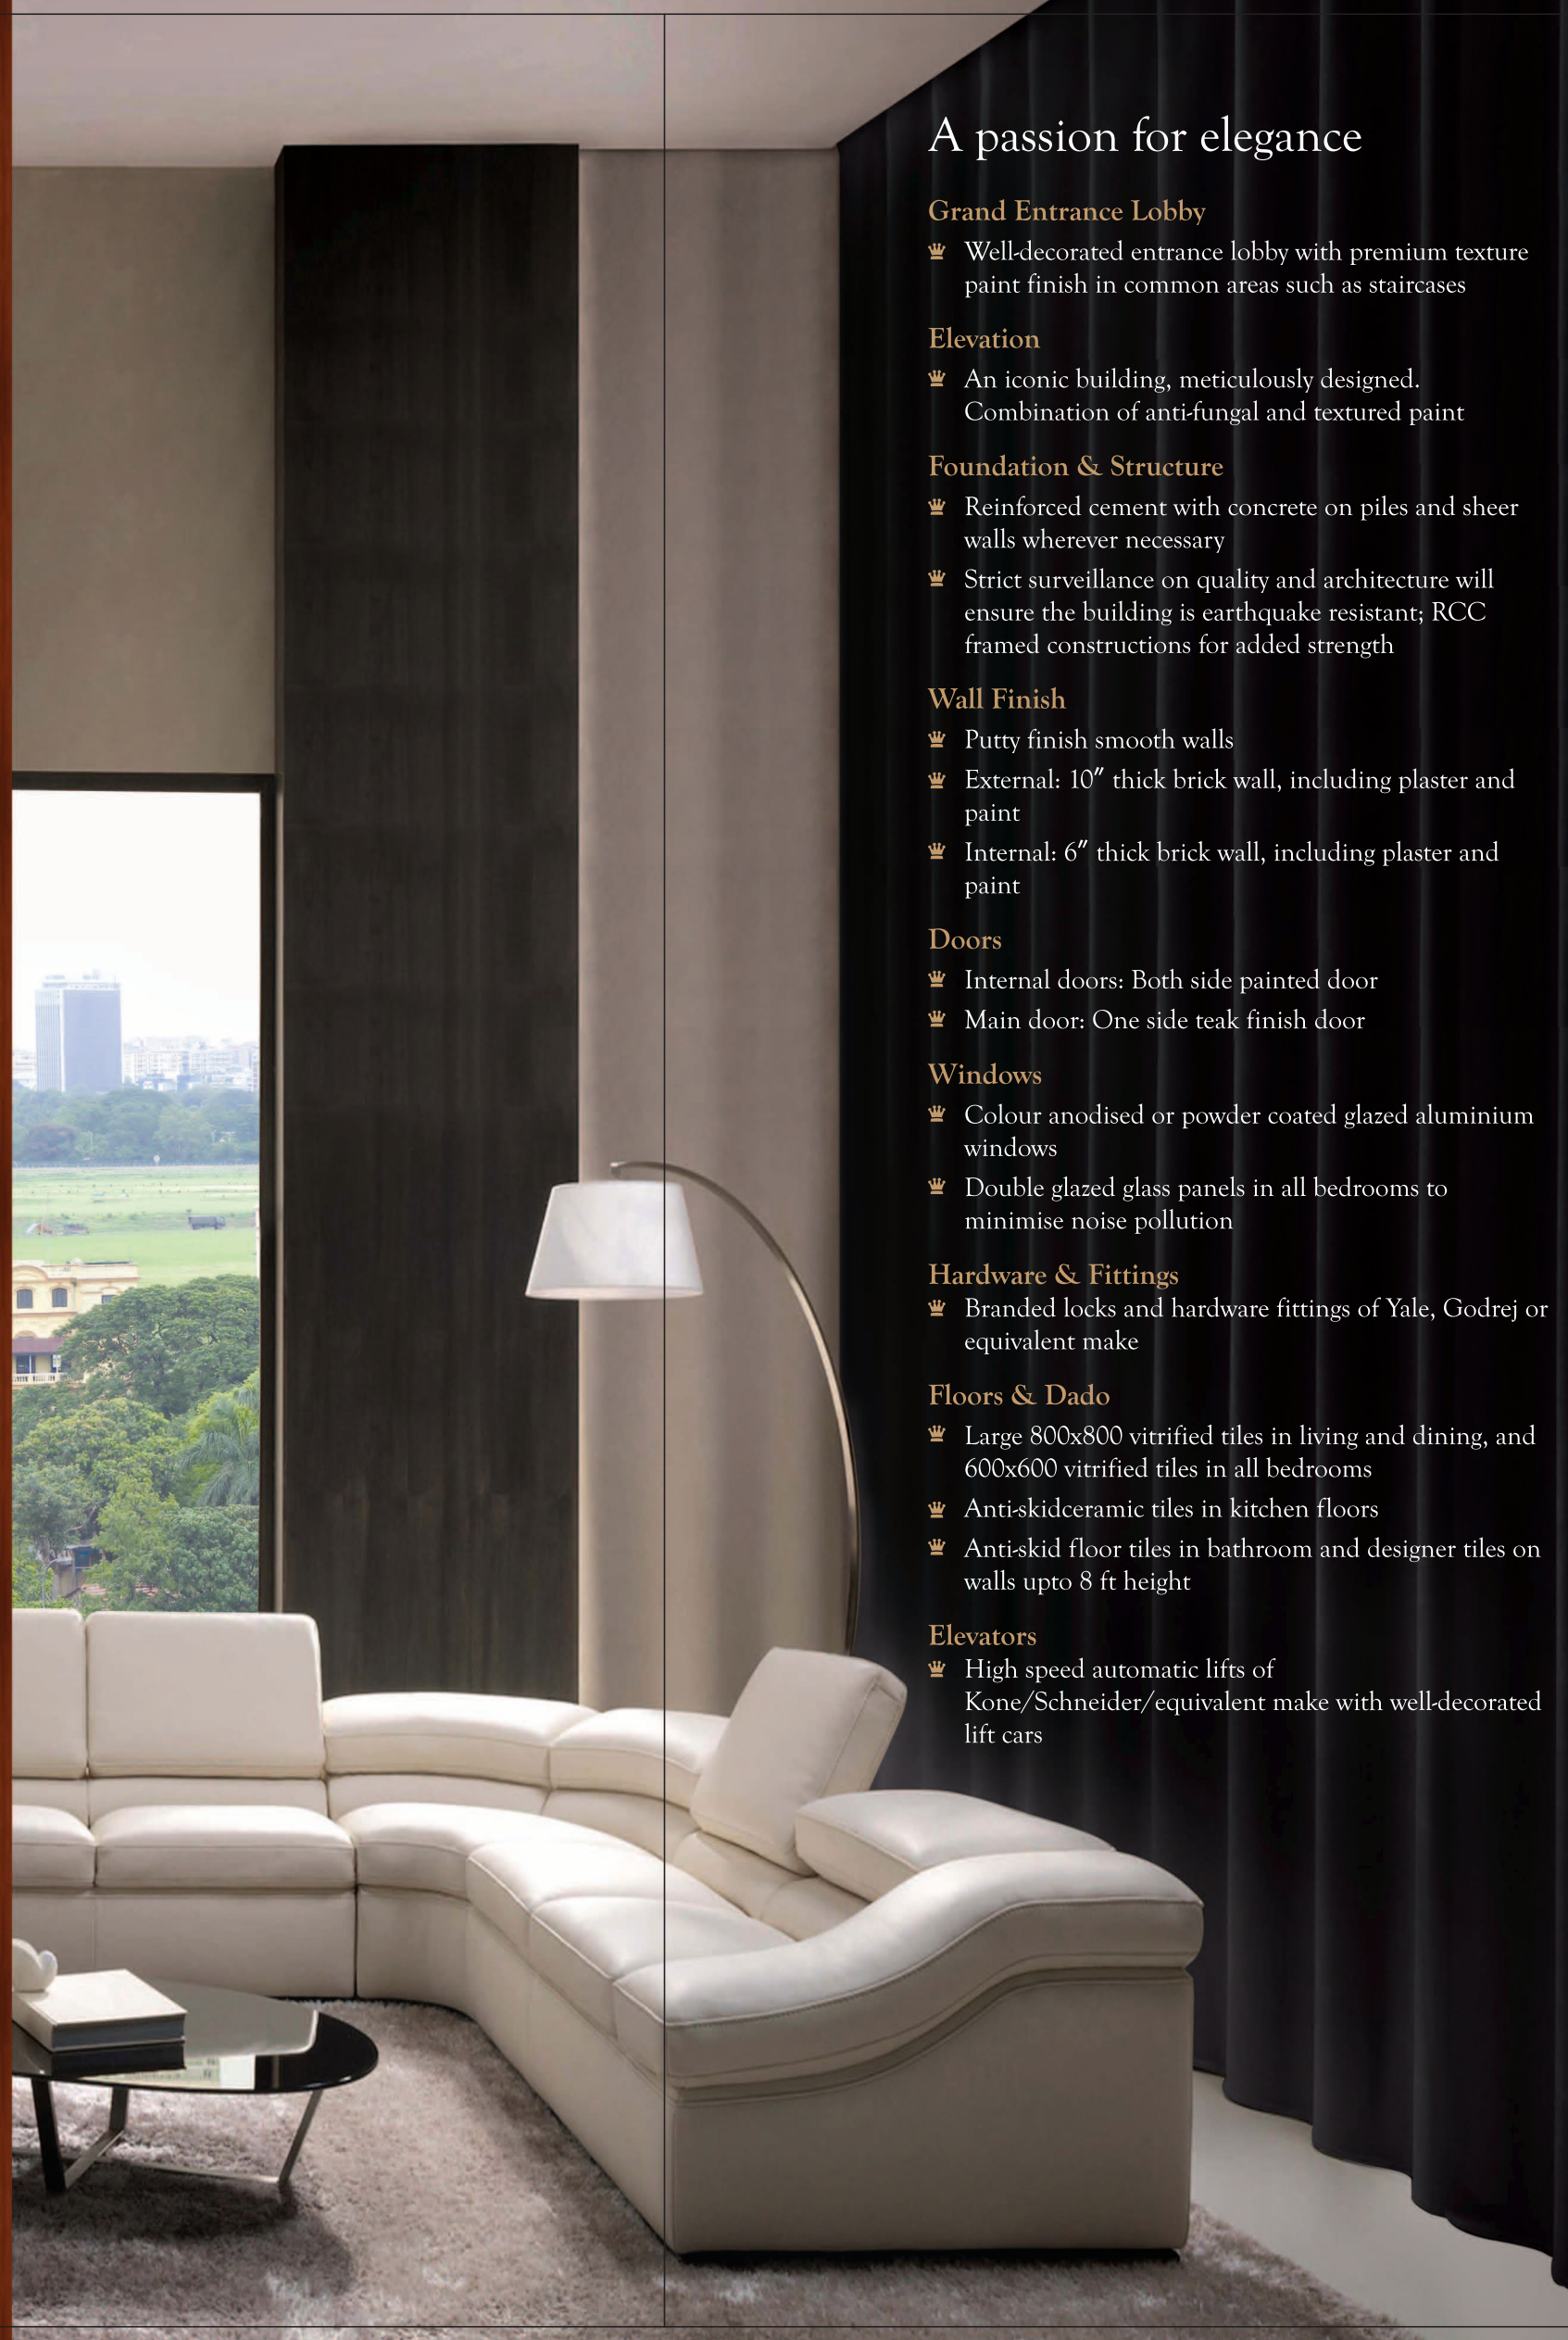 A passion for elegance
Grand Entrance Lobby
Well-decorated entrance lobby with premium texture
paint finish in common areas such as staircases
Elevation
An iconic building, meticulously designed.
Combination of anti-fungal and textured paint
Foundation & Structure
Reinforced cement with concrete on piles and sheer
walls wherever necessary
Strict surveillance on quality and architecture will
ensure the building is earthquake resistant; RCC
framed constructions for added strength
Wall Finish
Putty finish smooth walls
External: 10″ thick brick wall, including plaster and
paint
Internal: 6″ thick brick wall, including plaster and
paint
Doors
Internal doors: Both side painted door
Main door: One side teak finish door
Windows
Colour anodised or powder coated glazed aluminium
windows
Double glazed glass panels in all bedrooms to
minimise noise pollution
Hardware & Fittings
Branded locks and hardware fittings of Yale, Godrej or
equivalent make
Floors & Dado
Large 800x800 vitrified tiles in living and dining, and
600x600 vitrified tiles in all bedrooms
Anti-skidceramic tiles in kitchen floors
Anti-skid floor tiles in bathroom and designer tiles on
walls upto 8 ft height
Elevators
High speed automatic lifts of
Kone/Schneider/equivalent make with well-decorated
lift cars